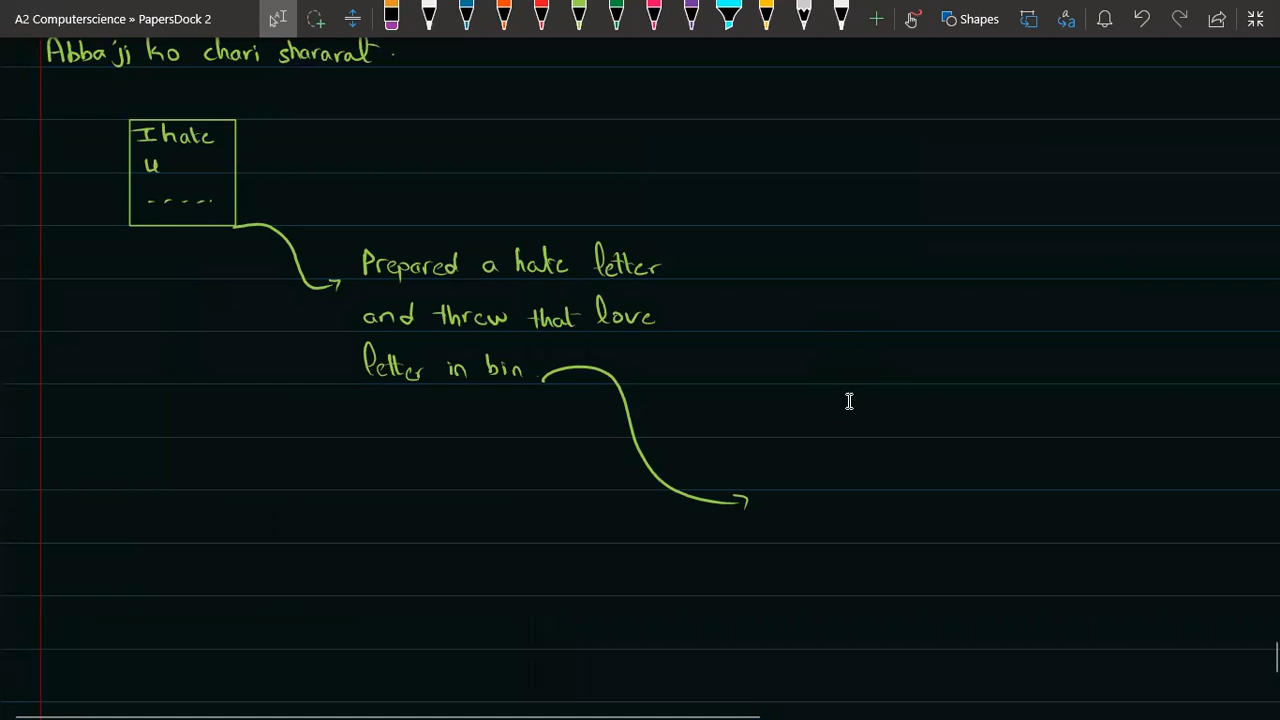 A2 Computerscience » PapersDock 2
Shapes
Abba'ji ko chari shararat.
I hate
u
.....
Prepared a hate letter
and threw that love
letter in bin.